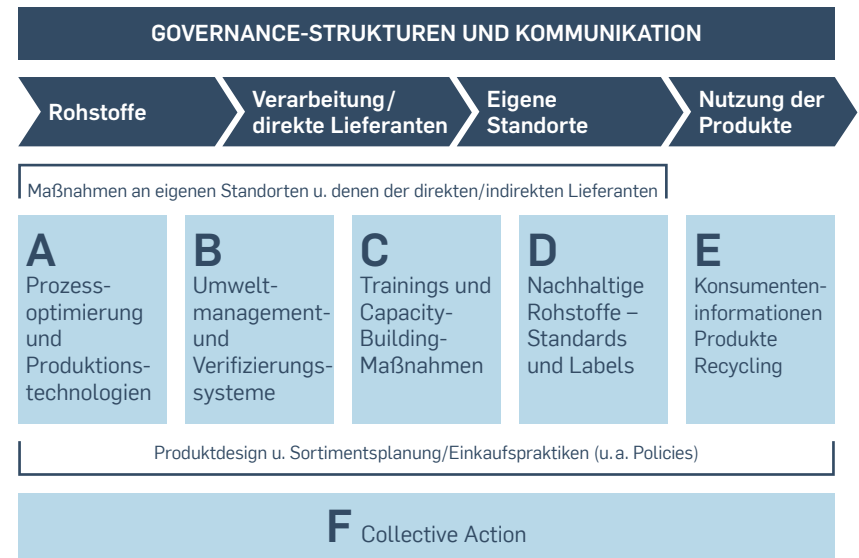 GOVERNANCE-STRUKTUREN UND KOMMUNIKATION
Rohstoffe
Verarbeitung/
direkte Lieferanten
Eigene
Standorte
Nutzung der
Produkte
Maßnahmen an eigenen Standorten u. denen der direkten/indirekten Lieferanten
A
Prozess-
optimierung
und
Produktions-
technologien
B
Umwelt-
management-
und
Verifizierungs-
systeme
C
Trainings und
Capacity-
Building-
Maßnahmen
D
Nachhaltige
Rohstoffe –
Standards
und Labels
E
Konsumenten-
informationen
Produkte
Recycling
Produktdesign u. Sortimentsplanung/Einkaufspraktiken (u. a. Policies)
F Collective Action